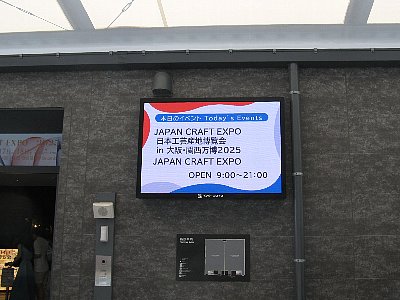 本日のイベント Today's Events
JAPAN CRAFT EXPO
日本工芸産地博覧会
in 大阪・関西万博2025
JAPAN CRAFT EXPO
OPEN 9:00〜21:00